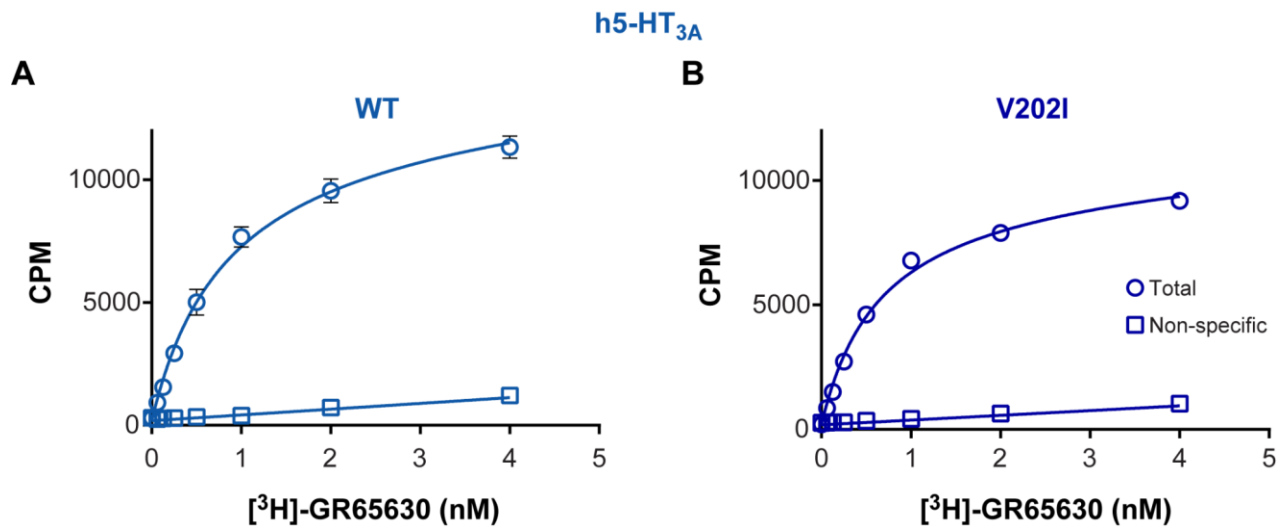 h5-HT3A
A
WT
CPM
10000
5000
0
0 1 2 3 4 5
[³H]-GR65630 (nM)
B
V202I
CPM
10000
5000
0
Total
Non-specific
0 1 2 3 4 5
[³H]-GR65630 (nM)